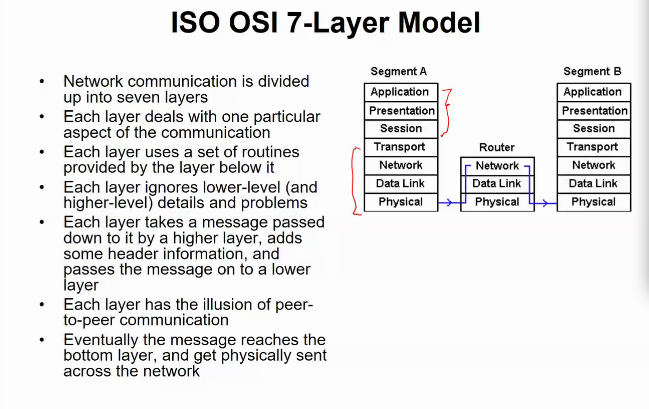 ISO OSI 7-Layer Model
• Network communication is divided
up into seven layers
• Each layer deals with one particular
aspect of the communication
• Each layer uses a set of routines
provided by the layer below it
• Each layer ignores lower-level (and
higher-level) details and problems
• Each layer takes a message passed
down to it by a higher layer, adds
some header information, and
passes the message on to a lower
layer
• Each layer has the illusion of peer-
to-peer communication
• Eventually the message reaches the
bottom layer, and get physically sent
across the network
Segment A
Application
Presentation
Session
Transport
Network
Data Link
Physical
Router
Network
Data Link
Physical
Segment B
Application
Presentation
Session
Transport
Network
Data Link
Physical